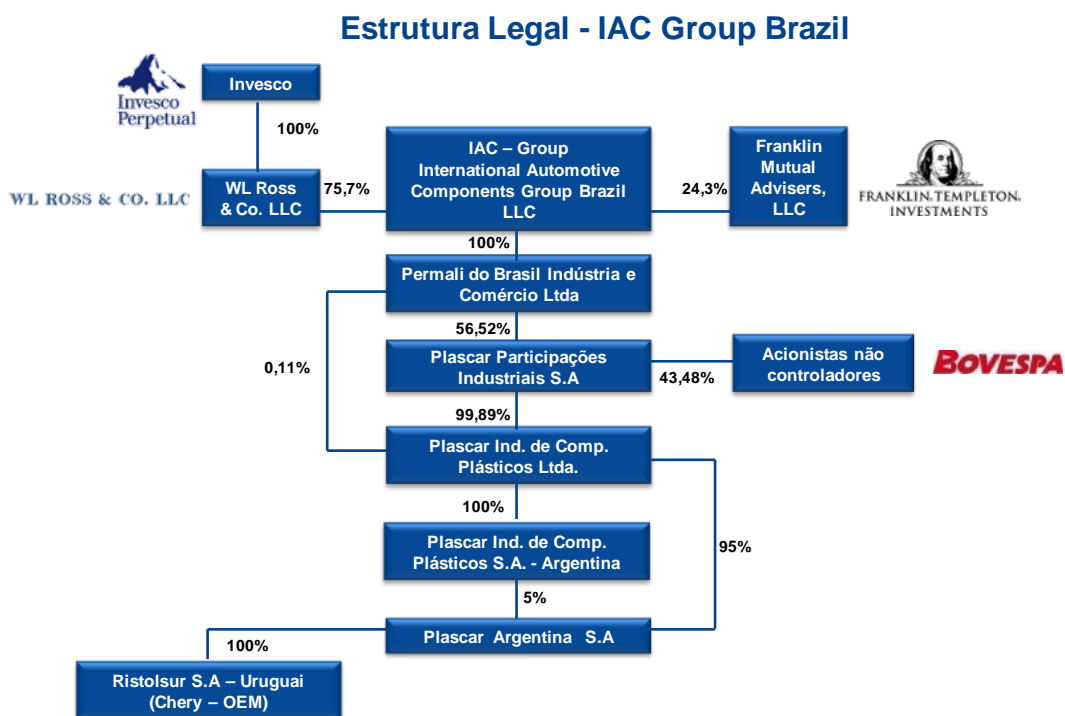 Estrutura Legal - IAC Group Brazil
Invesco
Perpetual
Invesco
100%
WL ROSS & CO. LLC
WL Ross
& Co. LLC
75,7%
IAC – Group
International Automotive
Components Group Brazil
LLC
24,3%
Franklin
Mutual
Advisers,
LLC
FRANKLIN TEMPLETON
INVESTMENTS
100%
Permali do Brasil Indústria e
Comércio Ltda
56,52%
0,11%
Plascar Participações
Industriais S.A
43,48%
Acionistas não
controladores
BOVESPA
99,89%
Plascar Ind. de Comp.
Plásticos Ltda.
100%
Plascar Ind. de Comp.
Plásticos S.A. - Argentina
95%
5%
Plascar Argentina S.A
100%
Ristolsur S.A – Uruguai
(Chery – OEM)